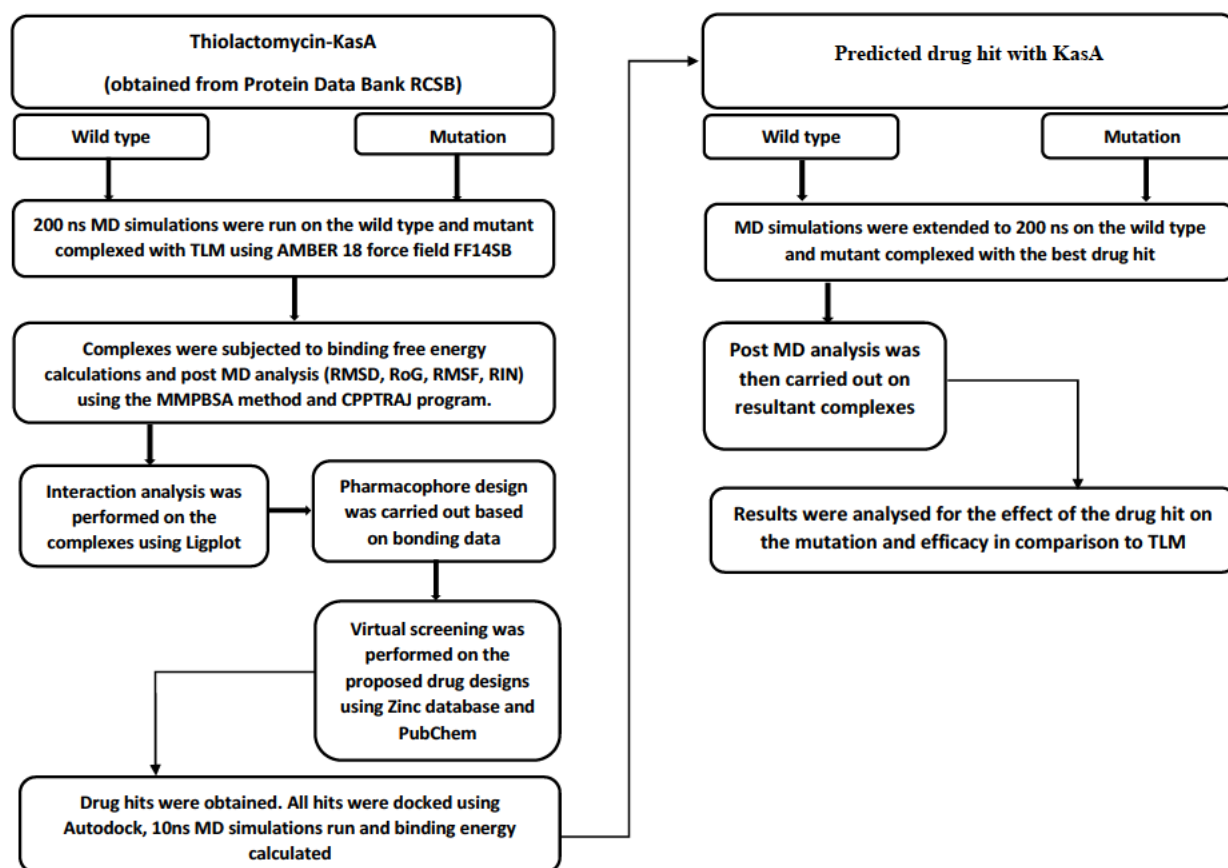 Thiolactomycin-KasA
(obtained from Protein Data Bank RCSB)
Wild type
Mutation
200 ns MD simulations were run on the wild type and mutant
complexed with TLM using AMBER 18 force field FF14SB
Complexes were subjected to binding free energy
calculations and post MD analysis (RMSD, RoG, RMSF, RIN)
using the MMPBSA method and CPPTRAJ program.
Interaction analysis was
performed on the
complexes using Ligplot
Pharmacophore design
was carried out based
on bonding data
Virtual screening was
performed on the
proposed drug designs
using Zinc database and
PubChem
Drug hits were obtained. All hits were docked using
Autodock, 10ns MD simulations run and binding energy
calculated
Predicted drug hit with KasA
Wild type
Mutation
MD simulations were extended to 200 ns on the wild type
and mutant complexed with the best drug hit
Post MD analysis was
then carried out on
resultant complexes
Results were analysed for the effect of the drug hit on
the mutation and efficacy in comparison to TLM